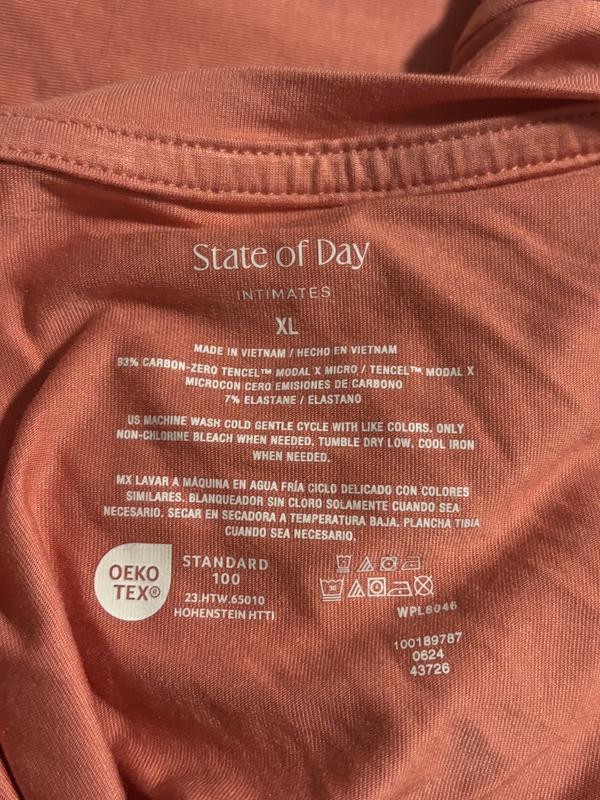 State of Day
INTIMATES
XL
MADE IN VIETNAM / HECHO EN VIETNAM
93% CARBON-ZERO TENCEL™ MODAL X MICRO / TENCEL™ MODAL X
MICROCON CERO EMISIONES DE CARBONO
7% ELASTANE / ELASTANO
US MACHINE WASH COLD GENTLE CYCLE WITH LIKE COLORS. ONLY
NON-CHLORINE BLEACH WHEN NEEDED. TUMBLE DRY LOW. COOL IRON
WHEN NEEDED.
MX LAVAR A MÁQUINA EN AGUA FRÍA CICLO DELICADO CON COLORES
SIMILARES. BLANQUEADOR SIN CLORO SOLAMENTE CUANDO SEA
NECESARIO. SECAR EN SECADORA A TEMPERATURA BAJA. PLANCHA TIBIA
CUANDO SEA NECESARIO.
OEKO
TEX®
STANDARD
100
23.HTW.65010
HOHENSTEIN HTTI
30
WPL8046
100189787
0624
43726